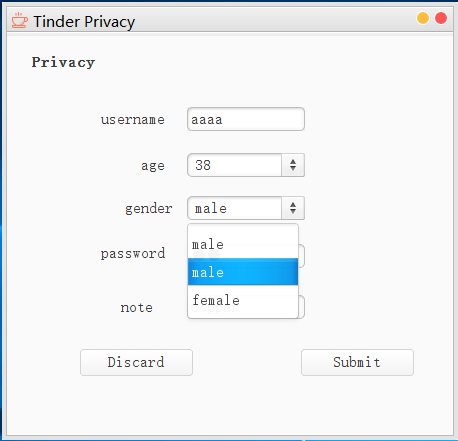 Tinder Privacy
Privacy
username aaaa
age 38
gender male
male
password
male
note female
Discard Submit